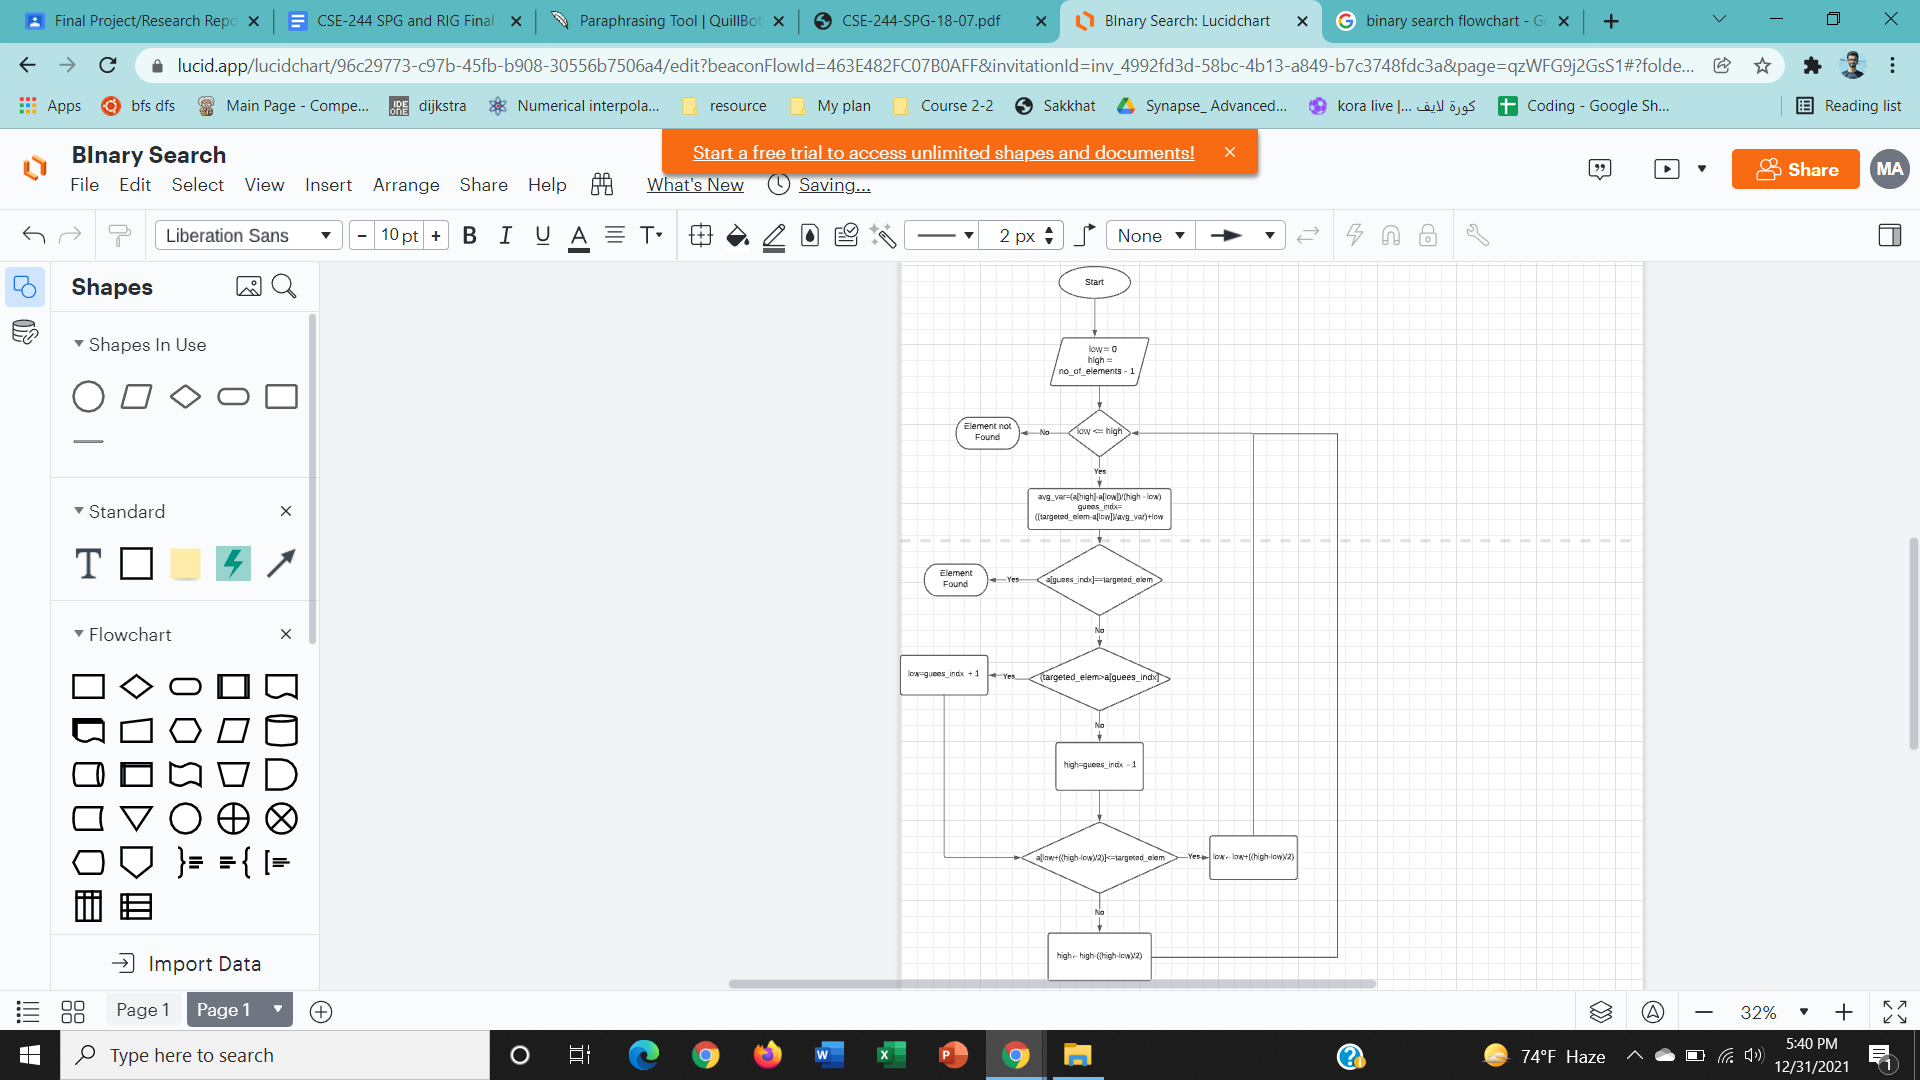 Final Project/Research Repo
CSE-244 SPG and RIG Final
Paraphrasing Tool | QuillBot
CSE-244-SPG-18-07.pdf
BInary Search: Lucidchart
binary search flowchart - Go
lucid.app/lucidchart/96c29773-c97b-45fb-b908-30556b7506a4/edit?beaconFlowId=463E482FC07B0AFF&invitationId=inv_4992fd3d-58bc-4b13-a849-b7c3748fdc3a&page=qzWFG9j2GsS1#?folde...
Apps
bfs dfs
Main Page - Compe...
dijkstra
Numerical interpola...
resource
My plan
Course 2-2
Sakkhat
Synapse_ Advanced...
kora live |... كورة لايف
Coding - Google Sh...
Reading list
BInary Search
Start a free trial to access unlimited shapes and documents!
File Edit Select View Insert Arrange Share Help
What's New
Saving...
Share
MA
Liberation Sans
- 10 pt +
B I U A T
2 px
None
Shapes
Shapes In Use
Standard
T
Flowchart
Import Data
Start
low = 0
high =
no_of_elements - 1
Element not
Found
No
low <= high
Yes
avg_var=(a[high]-a[low])/(high - low)
guees_indx=
((targeted_elem-a[low])/avg_var)+low
Element
Found
Yes
a[guees_indx]==targeted_elem
No
low=guees_indx + 1
Yes
(targeted_elem>a[guees_indx]
No
high=guees_indx - 1
a[low+((high-low)/2)]<=targeted_elem
Yes
low←low+((high-low)/2)
No
high←high-((high-low)/2)
Page 1
Page 1
32%
Type here to search
74°F Haze
5:40 PM
12/31/2021
1